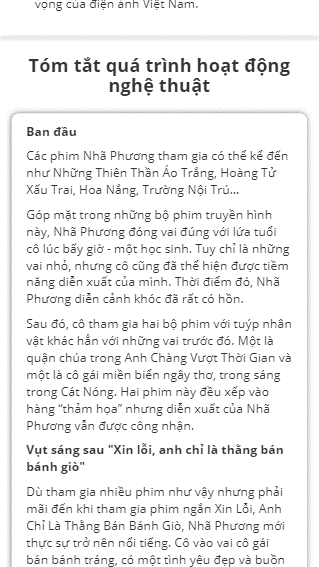 vọng của điện ảnh Việt Nam.
Tóm tắt quá trình hoạt động
nghệ thuật
Ban đầu
Các phim Nhã Phương tham gia có thể kể đến
như Những Thiên Thần Áo Trắng, Hoàng Tử
Xấu Trai, Hoa Nắng, Trường Nội Trú...
Góp mặt trong những bộ phim truyền hình
này, Nhã Phương đóng vai đúng với lứa tuổi
cô lúc bấy giờ - một học sinh. Tuy chỉ là những
vai nhỏ, nhưng cô cũng đã thể hiện được tiềm
năng diễn xuất của mình. Thời điểm đó, Nhã
Phương diễn cảnh khóc đã rất có hồn.
Sau đó, cô tham gia hai bộ phim với tuýp nhân
vật khác hẳn với những vai trước đó. Một là
quận chúa trong Anh Chàng Vượt Thời Gian và
một là cô gái miền biển ngây thơ, trong sáng
trong Cát Nóng. Hai phim này đều xếp vào
hàng “thảm họa” nhưng diễn xuất của Nhã
Phương vẫn được công nhận.
Vụt sáng sau "Xin lỗi, anh chỉ là thằng bán
bánh giò"
Dù tham gia nhiều phim như vậy nhưng phải
mãi đến khi tham gia phim ngắn Xin Lỗi, Anh
Chỉ Là Thằng Bán Bánh Giò, Nhã Phương mới
thực sự trở nên nổi tiếng. Cô vào vai cô gái
bán bánh tráng, có một tình yêu đẹp và buồn